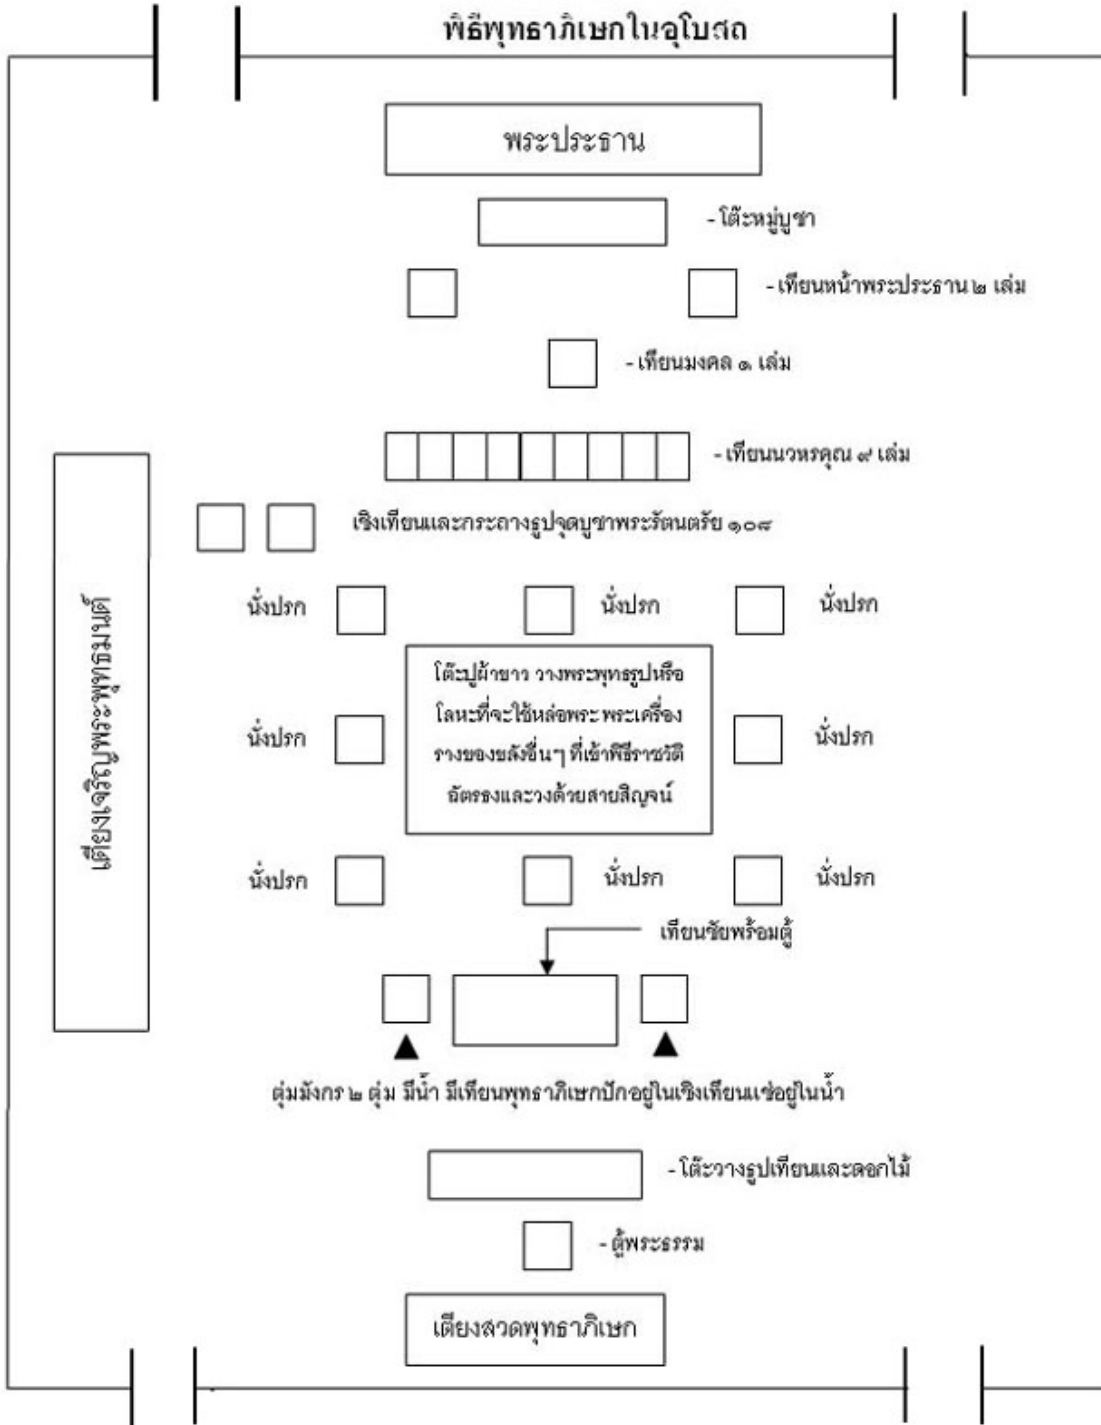 พิธีพุทธาภิเษกในอุโบสถ
พระประธาน
- โต๊ะหมู่บูชา
- เทียนหน้าพระประธาน ๒ เล่ม
- เทียนมงคล ๑ เล่ม
- เทียนนวหรคุณ ๙ เล่ม
เชิงเทียนและกระถางธูปจุดบูชาพระรัตนตรัย ๑๐๘
นั่งปรก นั่งปรก นั่งปรก
โต๊ะปูผ้าขาว วางพระพุทธรูปหรือ
โลหะที่จะใช้หล่อพระ พระเครื่อง
รางของขลังอื่นๆ ที่เข้าพิธีราชวัติ
ฉัตรธงและวงด้วยสายสิญจน์
นั่งปรก นั่งปรก
นั่งปรก นั่งปรก นั่งปรก
เตียงเจริญพระพุทธมนต์
เทียนชัยพร้อมตู้
ตุ่มมังกร ๒ ตุ่ม มีน้ำ มีเทียนพุทธาภิเษกปักอยู่ในเชิงเทียนแช่อยู่ในน้ำ
- โต๊ะวางธูปเทียนและดอกไม้
- ตู้พระธรรม
เตียงสวดพุทธาภิเษก